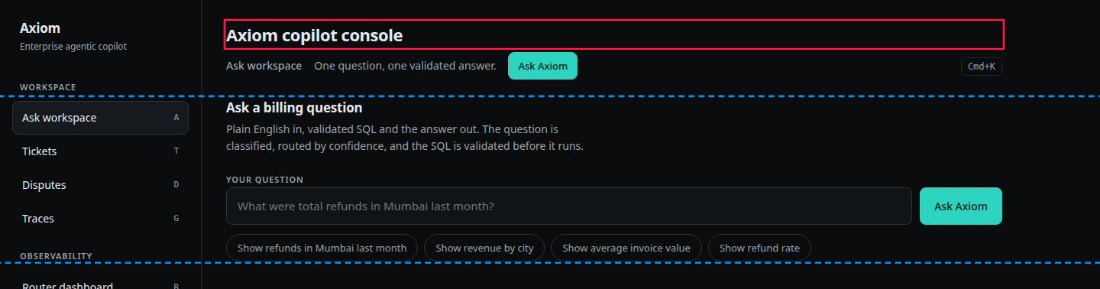 Axiom
Enterprise agentic copilot
WORKSPACE
Ask workspace A
Tickets T
Disputes D
Traces G
OBSERVABILITY
Router dashboard R
Axiom copilot console
Ask workspace One question, one validated answer. Ask Axiom Cmd+K
Ask a billing question
Plain English in, validated SQL and the answer out. The question is
classified, routed by confidence, and the SQL is validated before it runs.
YOUR QUESTION
What were total refunds in Mumbai last month? Ask Axiom
Show refunds in Mumbai last month Show revenue by city Show average invoice value Show refund rate